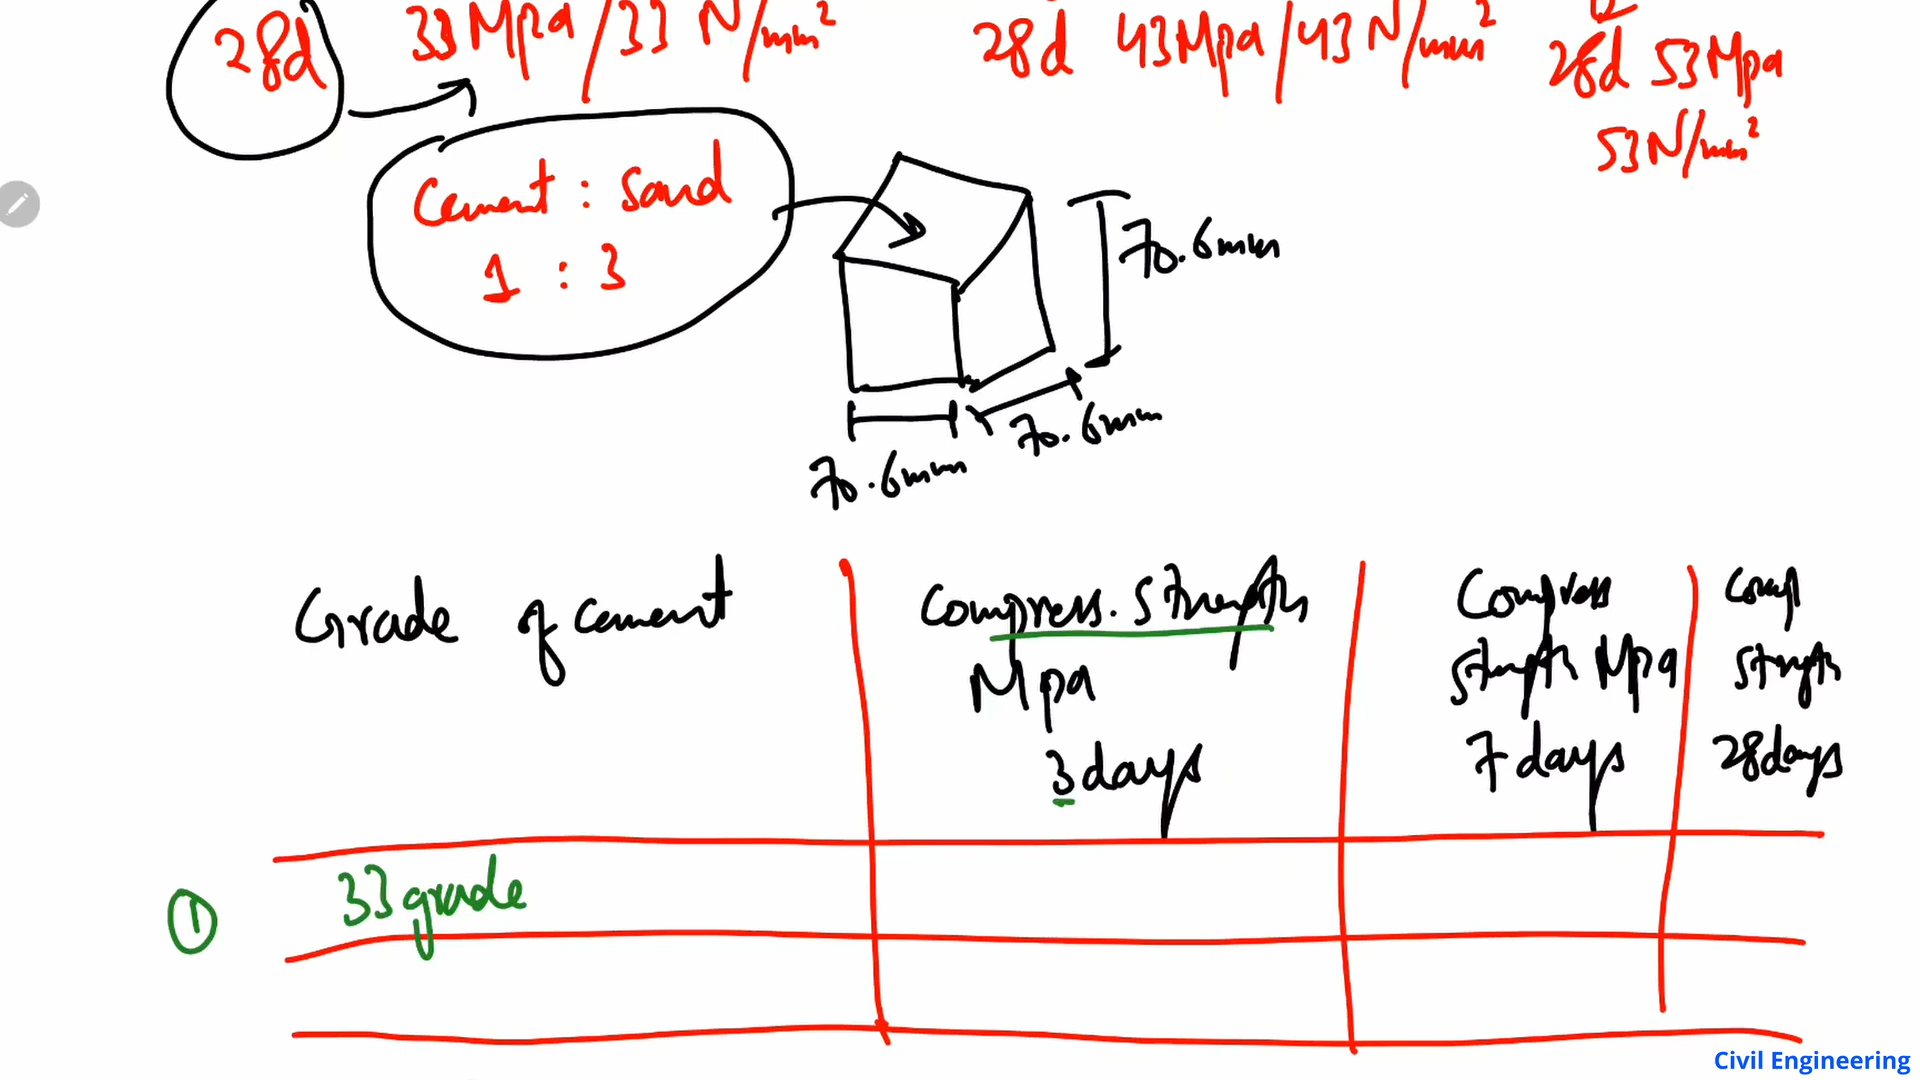 28d 33 Mpa / 33 N/mm²
28d 43 Mpa / 43 N/mm²
28d 53 Mpa
53 N/mm²
Cement : Sand
1 : 3
70.6mm
70.6mm
70.6mm
Grade of cement
Compress. Strength
Mpa
3 days
Compress
Strength Mpa
7 days
Comp
Strength
28 days
① 33 grade
Civil Engineering